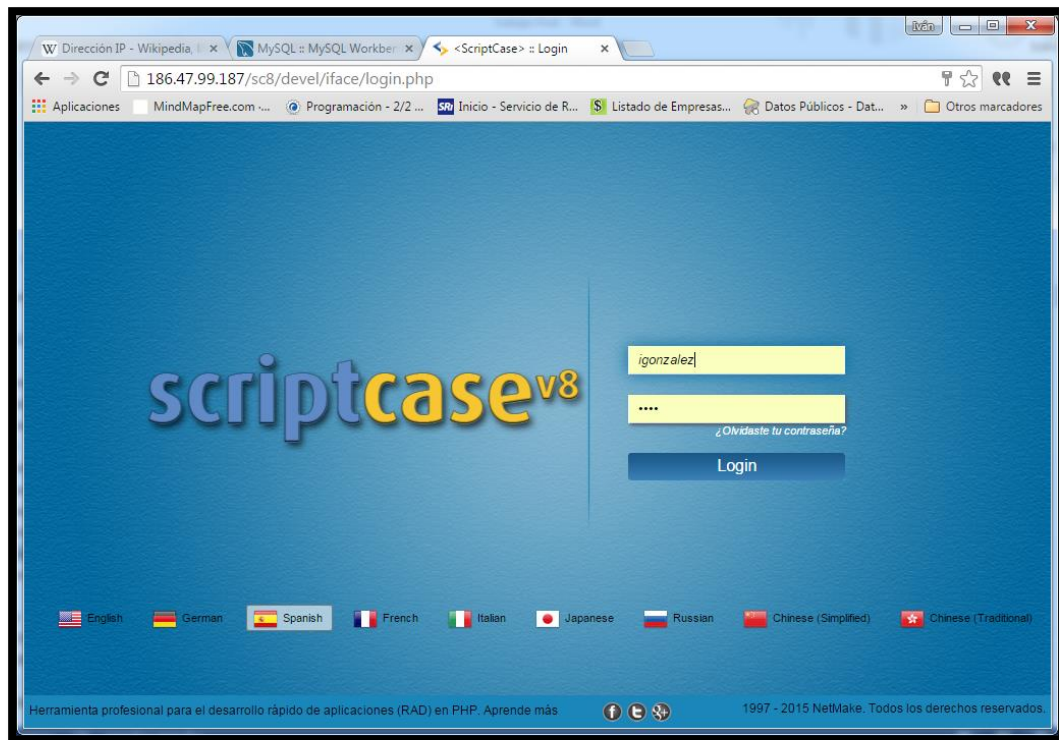 Iván
Dirección IP - Wikipedia, l
MySQL :: MySQL Workber
<ScriptCase> :: Login
186.47.99.187/sc8/devel/iface/login.php
Aplicaciones
MindMapFree.com -...
Programación - 2/2 ...
SRi Inicio - Servicio de R...
Listado de Empresas...
Datos Públicos - Dat...
»
Otros marcadores
igonzalez
scriptcase v8
••••
¿Olvidaste tu contraseña?
Login
English
German
Spanish
French
Italian
Japanese
Russian
Chinese (Simplified)
Chinese (Traditional)
Herramienta profesional para el desarrollo rápido de aplicaciones (RAD) en PHP. Aprende más
1997 - 2015 NetMake. Todos los derechos reservados.